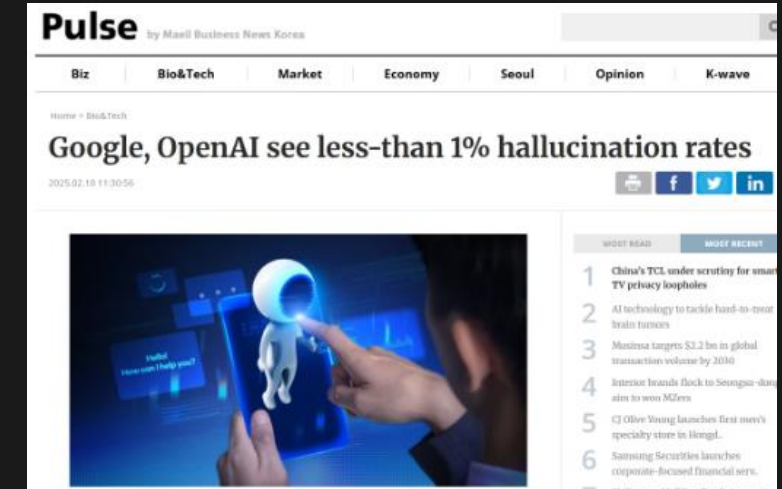 Pulse by Maeil Business News Korea
Biz Bio&Tech Market Economy Seoul Opinion K-wave
Home > Bio&Tech
Google, OpenAI see less-than 1% hallucination rates
2025.02.10 11:30:56
MOST READ MOST RECENT
Hello!
How can I help you?
1 China's TCL under scrutiny for smart
TV privacy loopholes
2 AI technology to tackle hard-to-treat
brain tumors
3 Musinsa targets $2.2 bn in global
transaction volume by 2030
4 Interior brands flock to Seongsu-dong
aim to woo MZers
5 CJ Olive Young launches first men's
specialty store in Hongd..
6 Samsung Securities launches
corporate-focused financial serv..